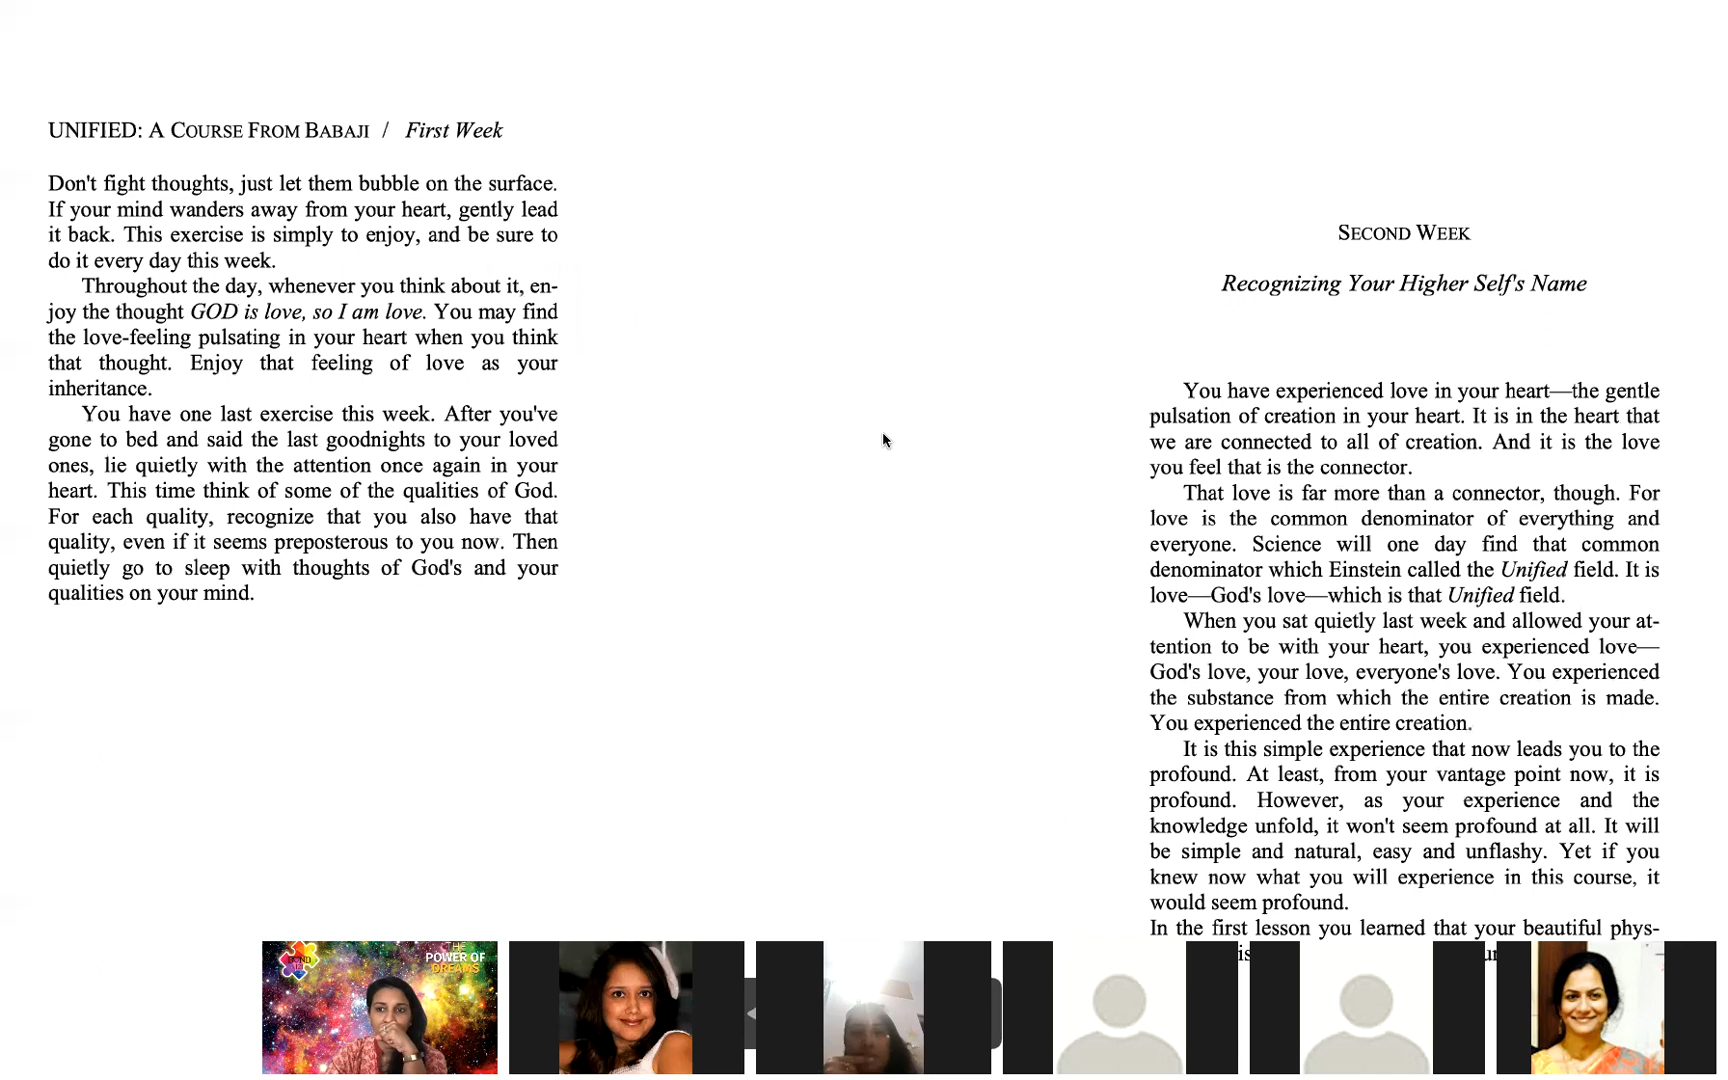 UNIFIED: A COURSE FROM BABAJI / First Week
Don't fight thoughts, just let them bubble on the surface.
If your mind wanders away from your heart, gently lead
it back. This exercise is simply to enjoy, and be sure to
do it every day this week.
Throughout the day, whenever you think about it, en-
joy the thought GOD is love, so I am love. You may find
the love-feeling pulsating in your heart when you think
that thought. Enjoy that feeling of love as your
inheritance.
You have one last exercise this week. After you've
gone to bed and said the last goodnights to your loved
ones, lie quietly with the attention once again in your
heart. This time think of some of the qualities of God.
For each quality, recognize that you also have that
quality, even if it seems preposterous to you now. Then
quietly go to sleep with thoughts of God's and your
qualities on your mind.
SECOND WEEK
Recognizing Your Higher Self's Name
You have experienced love in your heart—the gentle
pulsation of creation in your heart. It is in the heart that
we are connected to all of creation. And it is the love
you feel that is the connector.
That love is far more than a connector, though. For
love is the common denominator of everything and
everyone. Science will one day find that common
denominator which Einstein called the Unified field. It is
love—God's love—which is that Unified field.
When you sat quietly last week and allowed your at-
tention to be with your heart, you experienced love—
God's love, your love, everyone's love. You experienced
the substance from which the entire creation is made.
You experienced the entire creation.
It is this simple experience that now leads you to the
profound. At least, from your vantage point now, it is
profound. However, as your experience and the
knowledge unfold, it won't seem profound at all. It will
be simple and natural, easy and unflashy. Yet if you
knew now what you will experience in this course, it
would seem profound.
In the first lesson you learned that your beautiful phys-
THE
POWER OF
DREAMS